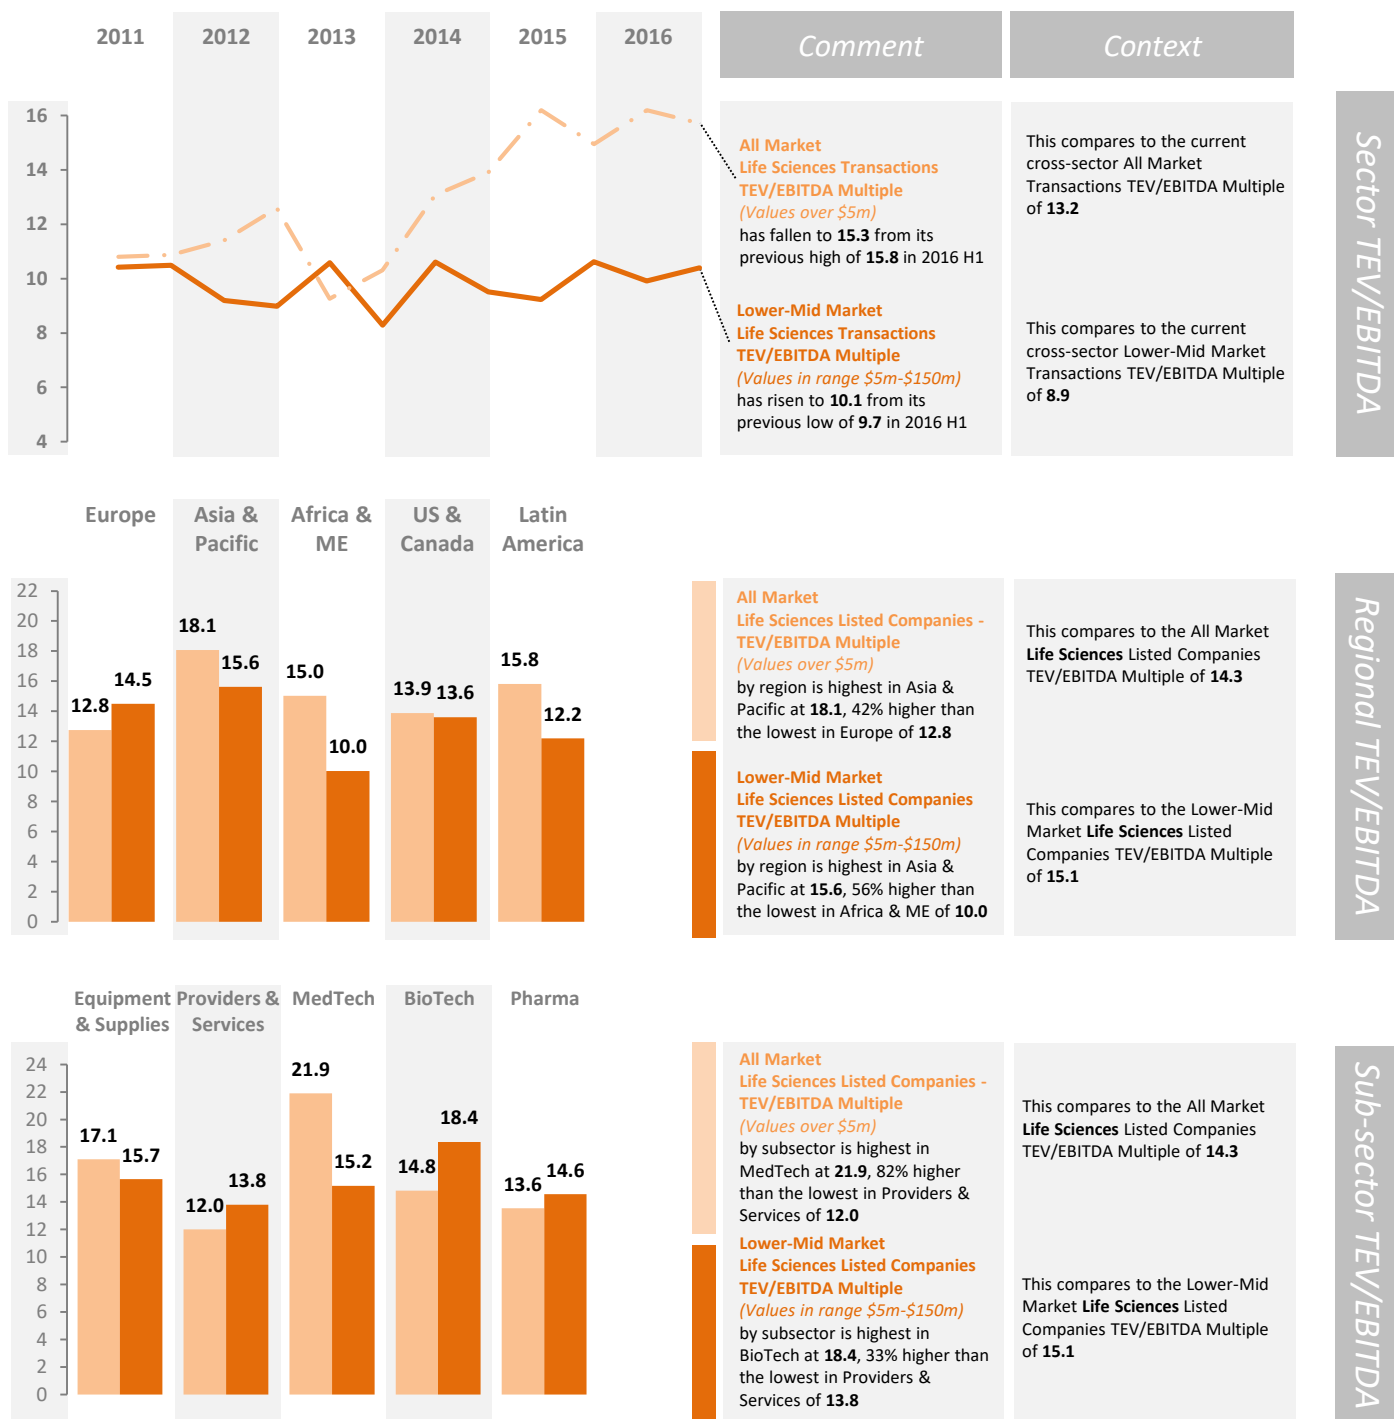 2011 2012 2013 2014 2015 2016
Comment
Context
16
14
12
10
8
6
4
All Market
Life Sciences Transactions
TEV/EBITDA Multiple
(Values over $5m)
has fallen to 15.3 from its
previous high of 15.8 in 2016 H1
Lower-Mid Market
Life Sciences Transactions
TEV/EBITDA Multiple
(Values in range $5m-$150m)
has risen to 10.1 from its
previous low of 9.7 in 2016 H1
This compares to the current
cross-sector All Market
Transactions TEV/EBITDA Multiple
of 13.2
This compares to the current
cross-sector Lower-Mid Market
Transactions TEV/EBITDA Multiple
of 8.9
Sector TEV/EBITDA
Europe
Asia &
Pacific
Africa &
ME
US &
Canada
Latin
America
22
20
18
16
14
12
10
8
6
4
2
0
12.8
14.5
18.1
15.6
15.0
10.0
13.9
13.6
15.8
12.2
All Market
Life Sciences Listed Companies -
TEV/EBITDA Multiple
(Values over $5m)
by region is highest in Asia &
Pacific at 18.1, 42% higher than
the lowest in Europe of 12.8
Lower-Mid Market
Life Sciences Listed Companies
TEV/EBITDA Multiple
(Values in range $5m-$150m)
by region is highest in Asia &
Pacific at 15.6, 56% higher than
the lowest in Africa & ME of 10.0
This compares to the All Market
Life Sciences Listed Companies
TEV/EBITDA Multiple of 14.3
This compares to the Lower-Mid
Market Life Sciences Listed
Companies TEV/EBITDA Multiple
of 15.1
Regional TEV/EBITDA
Equipment
& Supplies
Providers &
Services
MedTech
BioTech
Pharma
24
22
20
18
16
14
12
10
8
6
4
2
0
17.1
15.7
12.0
13.8
21.9
15.2
14.8
18.4
13.6
14.6
All Market
Life Sciences Listed Companies -
TEV/EBITDA Multiple
(Values over $5m)
by subsector is highest in
MedTech at 21.9, 82% higher
than the lowest in Providers &
Services of 12.0
Lower-Mid Market
Life Sciences Listed Companies
TEV/EBITDA Multiple
(Values in range $5m-$150m)
by subsector is highest in
BioTech at 18.4, 33% higher than
the lowest in Providers &
Services of 13.8
This compares to the All Market
Life Sciences Listed Companies
TEV/EBITDA Multiple of 14.3
This compares to the Lower-Mid
Market Life Sciences Listed
Companies TEV/EBITDA Multiple
of 15.1
Sub-sector TEV/EBITDA